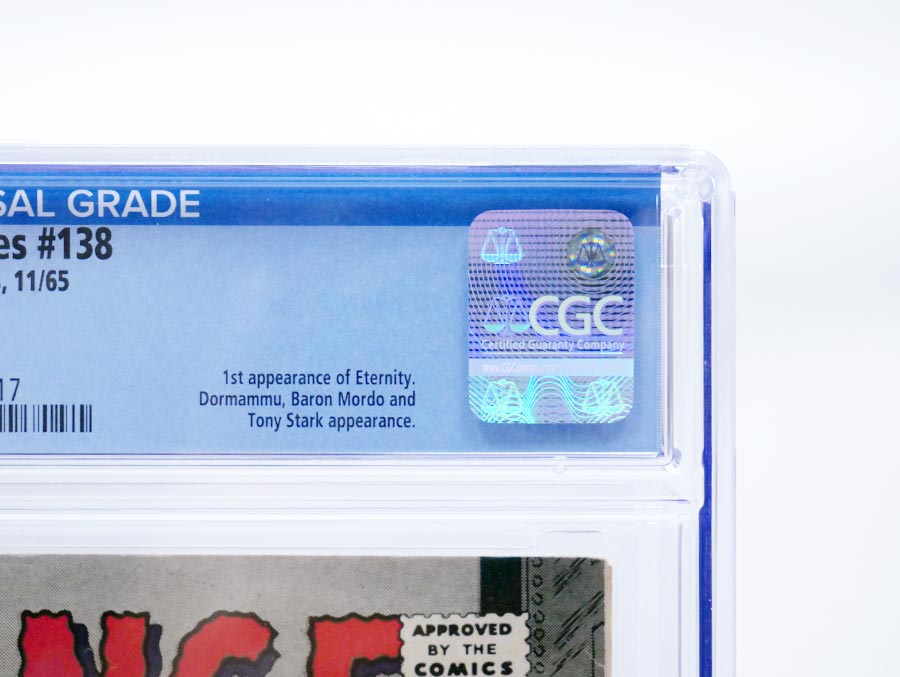 SAL GRADE
es #138
, 11/65
17
1st appearance of Eternity.
Dormammu, Baron Mordo and
Tony Stark appearance.
CGC
Certified Guaranty Company
NCE
APPROVED
BY THE
COMICS